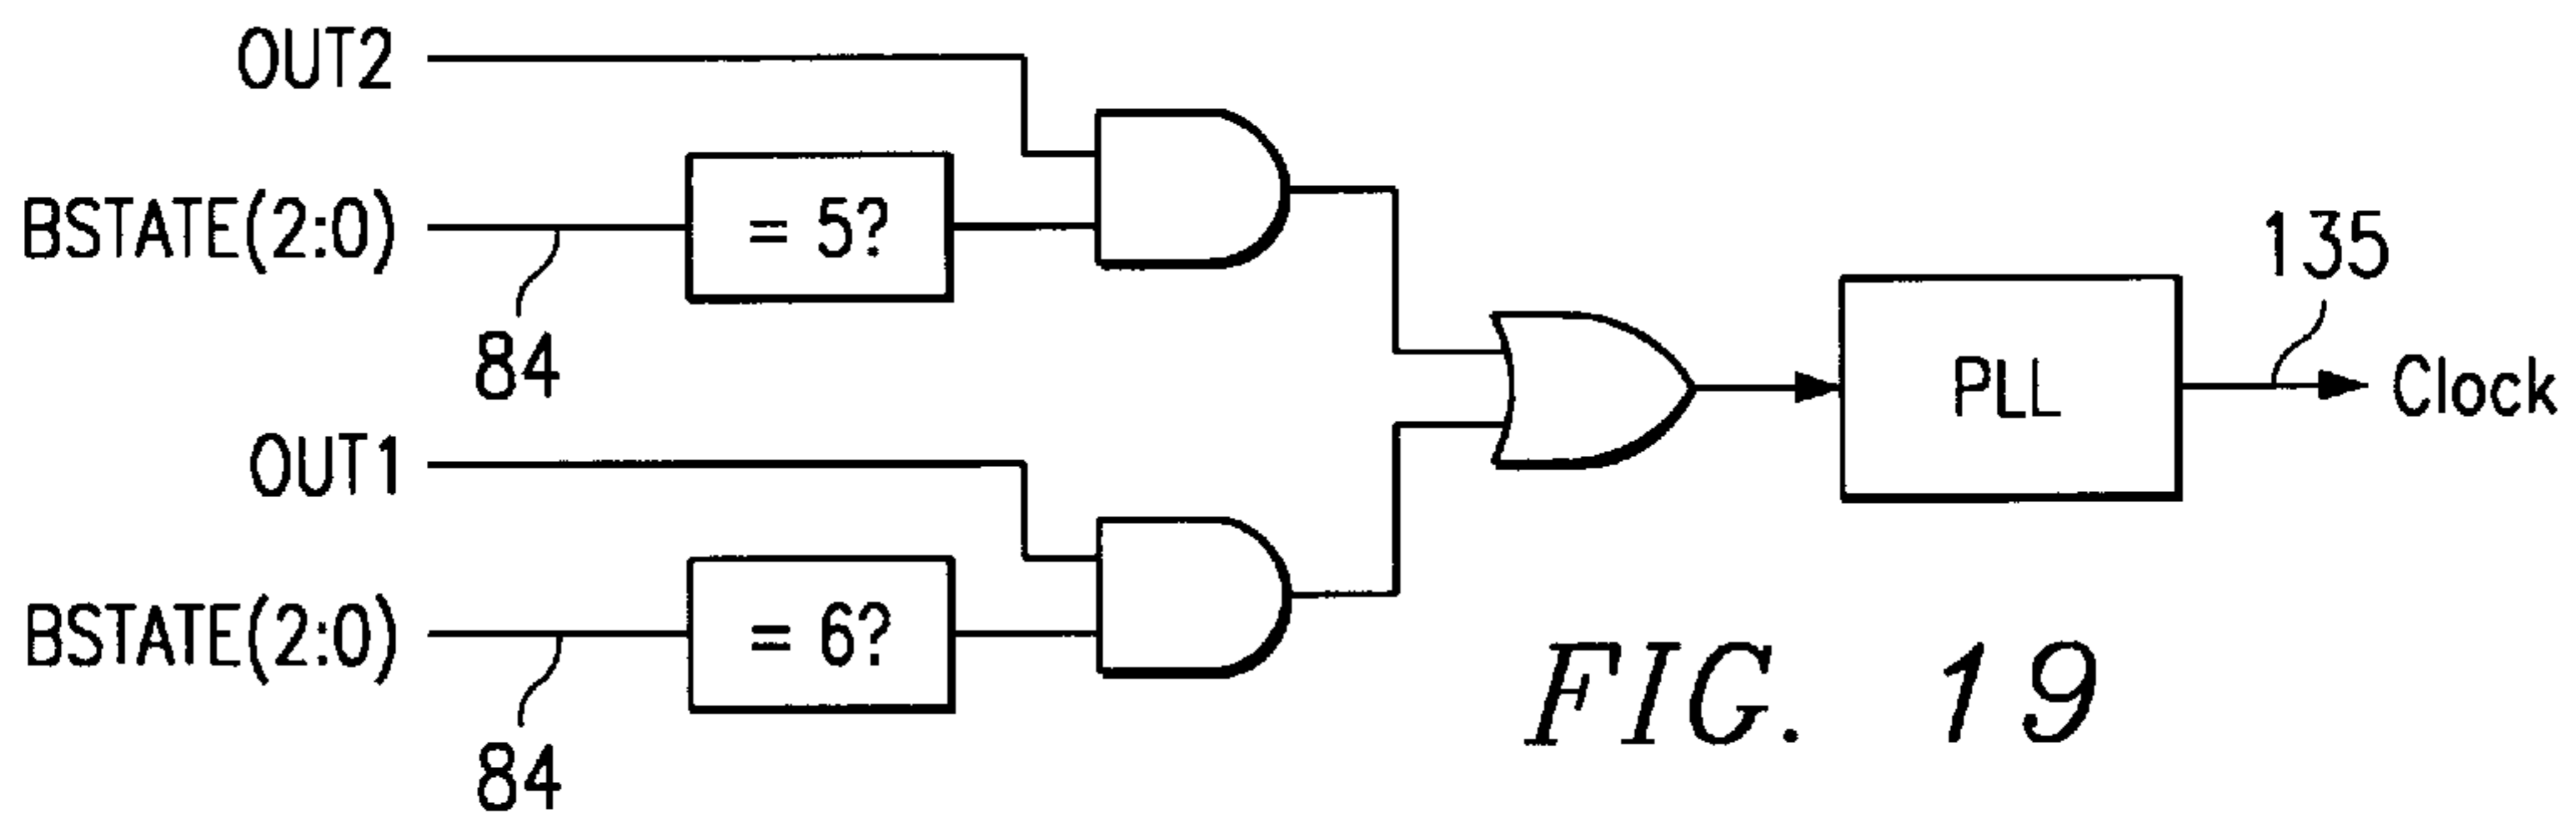 OUT2
BSTATE(2:0)
= 5?
84
135
PLL
Clock
OUT1
BSTATE(2:0)
= 6?
84
FIG. 19